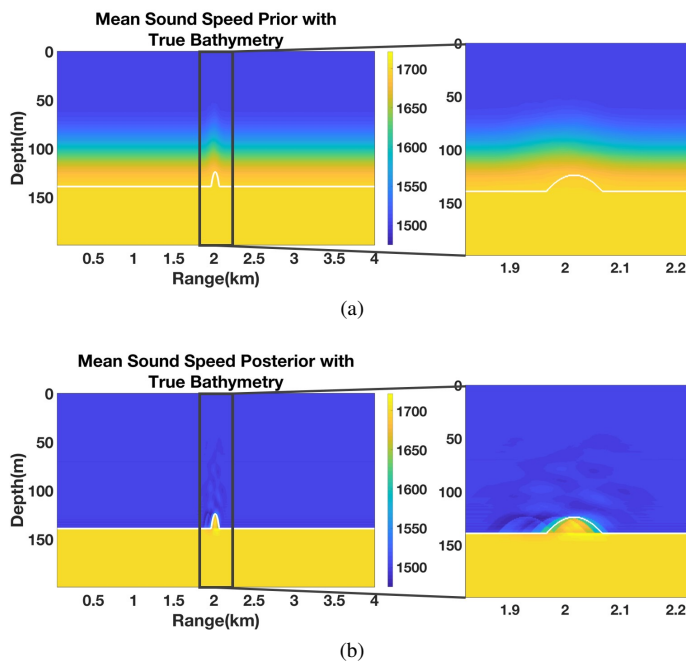 Mean Sound Speed Prior with
True Bathymetry
0
50
100
150
Depth(m)
0.5 1 1.5 2 2.5 3 3.5 4
Range(km)
1700
1650
1600
1550
1500
0
50
100
150
1.9 2 2.1 2.2
(a)
Mean Sound Speed Posterior with
True Bathymetry
0
50
100
150
Depth(m)
0.5 1 1.5 2 2.5 3 3.5 4
Range(km)
1700
1650
1600
1550
1500
0
50
100
150
1.9 2 2.1 2.2
(b)